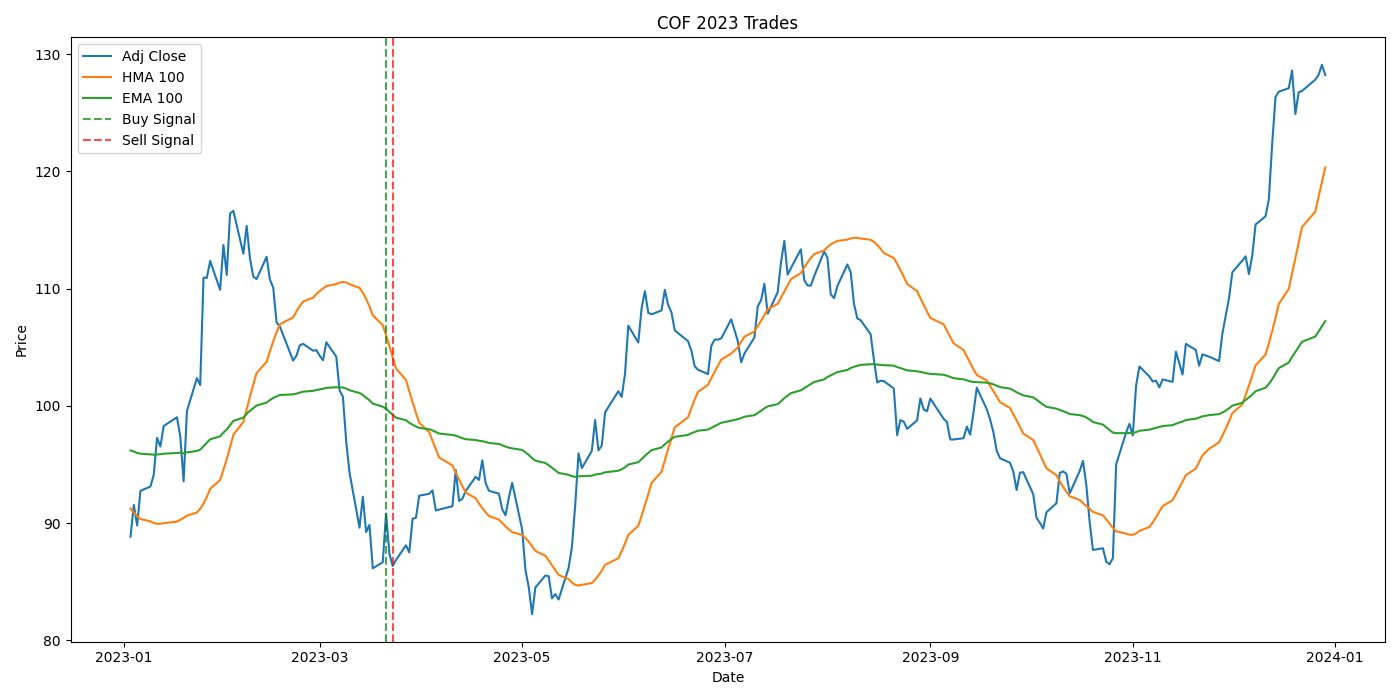 COF 2023 Trades
Adj Close
HMA 100
EMA 100
Buy Signal
Sell Signal
Price
130
120
110
100
90
80
2023-01
2023-03
2023-05
2023-07
2023-09
2023-11
2024-01
Date